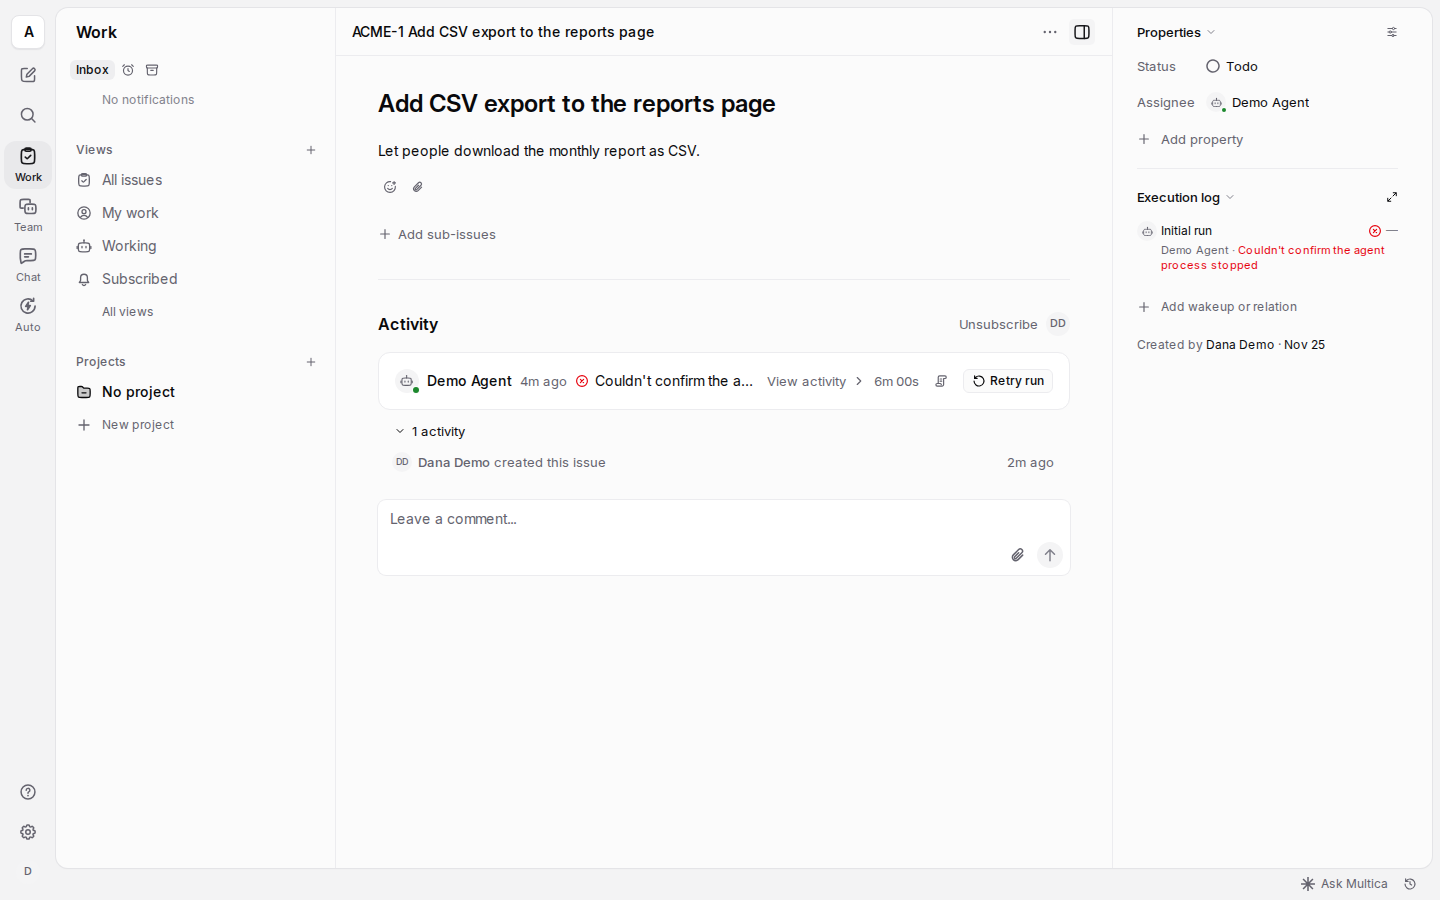 A
Work
Team
Chat
Auto
D
Work
Inbox
No notifications
Views
All issues
My work
Working
Subscribed
All views
Projects
No project
New project
ACME-1 Add CSV export to the reports page
Add CSV export to the reports page
Let people download the monthly report as CSV.
Add sub-issues
Activity
Unsubscribe DD
Demo Agent 4m ago Couldn't confirm the a... View activity 6m 00s Retry run
1 activity
DD Dana Demo created this issue 2m ago
Leave a comment...
Properties
Status Todo
Assignee Demo Agent
Add property
Execution log
Initial run —
Demo Agent · Couldn't confirm the agent
process stopped
Add wakeup or relation
Created by Dana Demo · Nov 25
Ask Multica